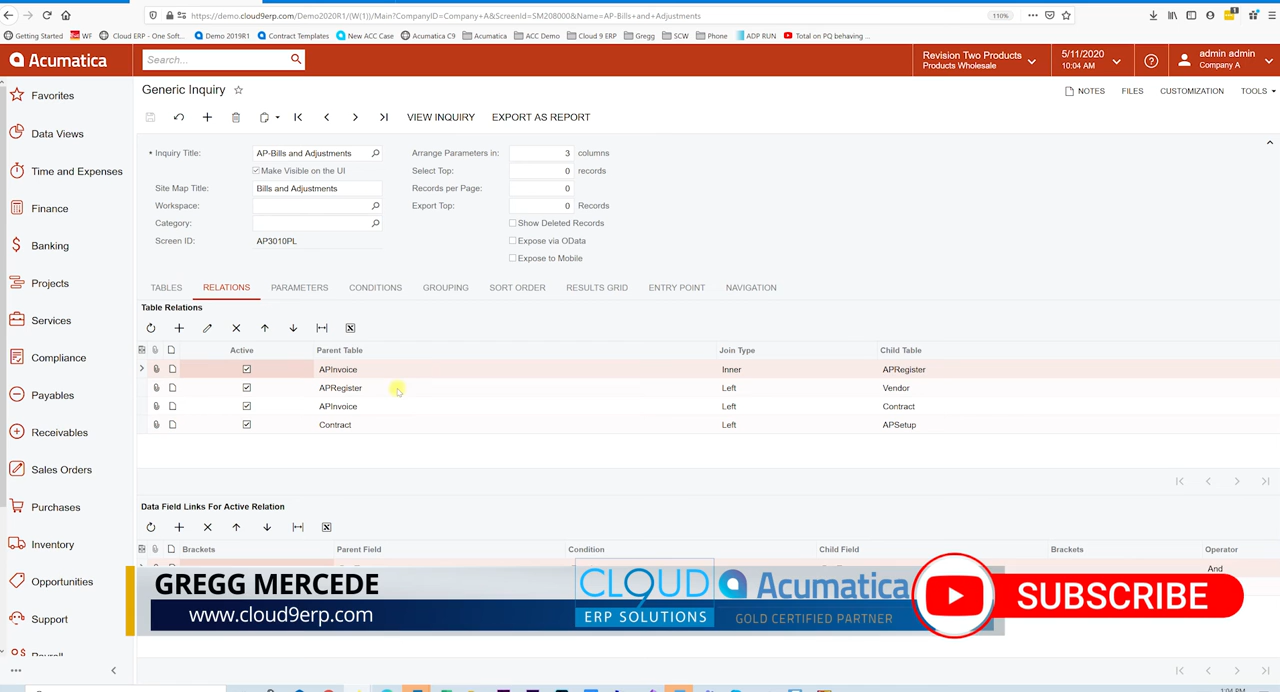 https://demo.cloud9erp.com/Demo2020R1/(W(1))/Main?CompanyID=Company A&ScreenId=SM208000&Name=AP-Bills+and+Adjustments
110%
Getting Started WF Cloud ERP - One Soft... Demo 2019R1 Contract Templates New ACC Case Acumatica C9 Acumatica ACC Demo Cloud 9 ERP Gregg SCW Phone ADP RUN Total on PQ behaving ...
Acumatica
Search...
Revision Two Products
Products Wholesale
5/11/2020
10:04 AM
admin admin
Company A
Favorites
Data Views
Time and Expenses
Finance
Banking
Projects
Services
Compliance
Payables
Receivables
Sales Orders
Purchases
Inventory
Opportunities
Support
Generic Inquiry
NOTES FILES CUSTOMIZATION TOOLS
VIEW INQUIRY EXPORT AS REPORT
Inquiry Title: AP-Bills and Adjustments
Make Visible on the UI
Site Map Title: Bills and Adjustments
Workspace:
Category:
Screen ID: AP3010PL
Arrange Parameters in: 3 columns
Select Top: 0 records
Records per Page: 0
Export Top: 0 Records
Show Deleted Records
Expose via OData
Expose to Mobile
TABLES RELATIONS PARAMETERS CONDITIONS GROUPING SORT ORDER RESULTS GRID ENTRY POINT NAVIGATION
Table Relations
Active Parent Table Join Type Child Table
APInvoice Inner APRegister
APRegister Left Vendor
APInvoice Left Contract
Contract Left APSetup
Data Field Links For Active Relation
Brackets Parent Field Condition Child Field Brackets Operator
And
GREGG MERCEDE
www.cloud9erp.com
CLOUD9
ERP SOLUTIONS
Acumatica
GOLD CERTIFIED PARTNER
SUBSCRIBE